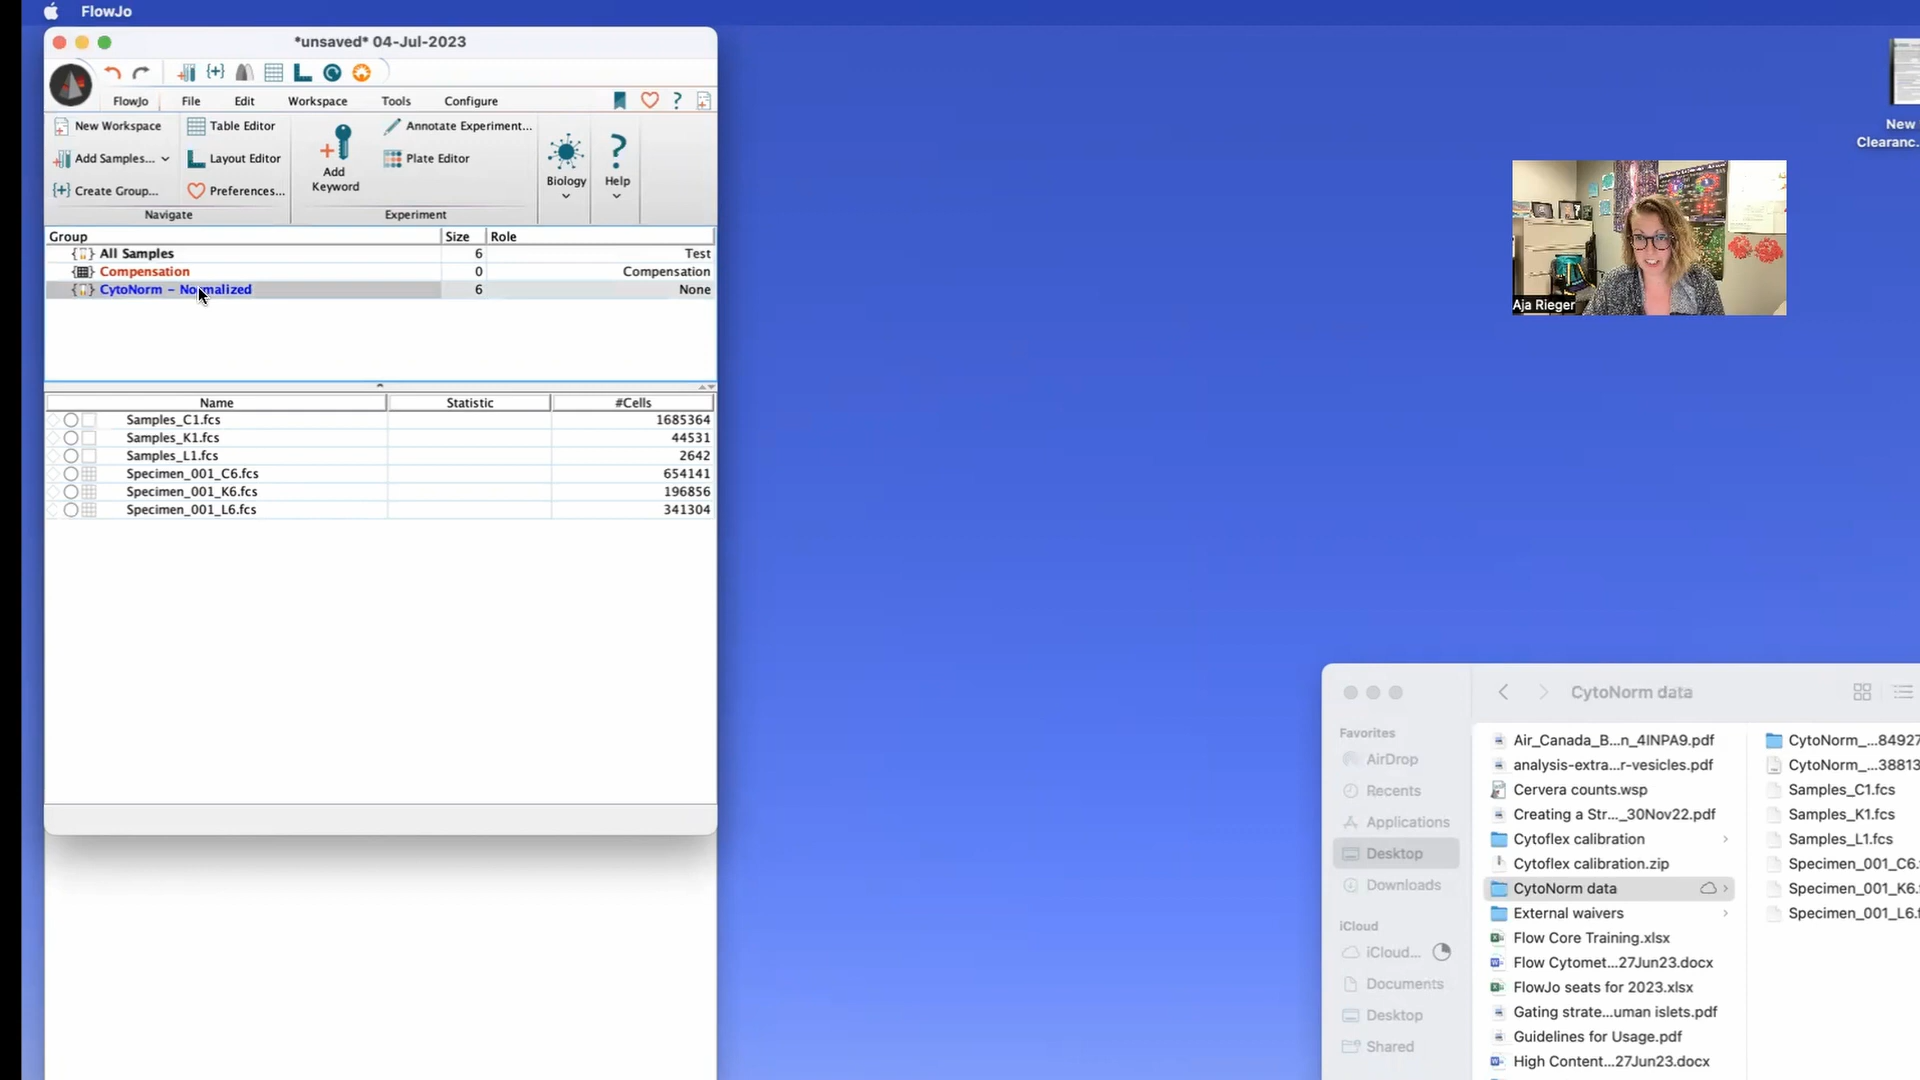 FlowJo
*unsaved* 04-Jul-2023
FlowJo File Edit Workspace Tools Configure
New Workspace
Table Editor
Annotate Experiment...
Add Samples...
Layout Editor
Add Keyword
Plate Editor
Create Group...
Preferences...
Biology
Help
Navigate
Experiment
Group Size Role
All Samples 6 Test
Compensation 0 Compensation
CytoNorm - Normalized 6 None
Name Statistic #Cells
Samples_C1.fcs 1685364
Samples_K1.fcs 44531
Samples_L1.fcs 2642
Specimen_001_C6.fcs 654141
Specimen_001_K6.fcs 196856
Specimen_001_L6.fcs 341304
New
Clearanc...
Aja Rieger
CytoNorm data
Favorites
AirDrop
Recents
Applications
Desktop
Downloads
iCloud
iCloud...
Documents
Desktop
Shared
Air_Canada_B...n_4INPA9.pdf
analysis-extra...r-vesicles.pdf
Cervera counts.wsp
Creating a Str..._30Nov22.pdf
Cytoflex calibration
Cytoflex calibration.zip
CytoNorm data
External waivers
Flow Core Training.xlsx
Flow Cytomet...27Jun23.docx
FlowJo seats for 2023.xlsx
Gating strate...uman islets.pdf
Guidelines for Usage.pdf
High Content...27Jun23.docx
CytoNorm_...84927
CytoNorm_...38813
Samples_C1.fcs
Samples_K1.fcs
Samples_L1.fcs
Specimen_001_C6.
Specimen_001_K6.
Specimen_001_L6.f